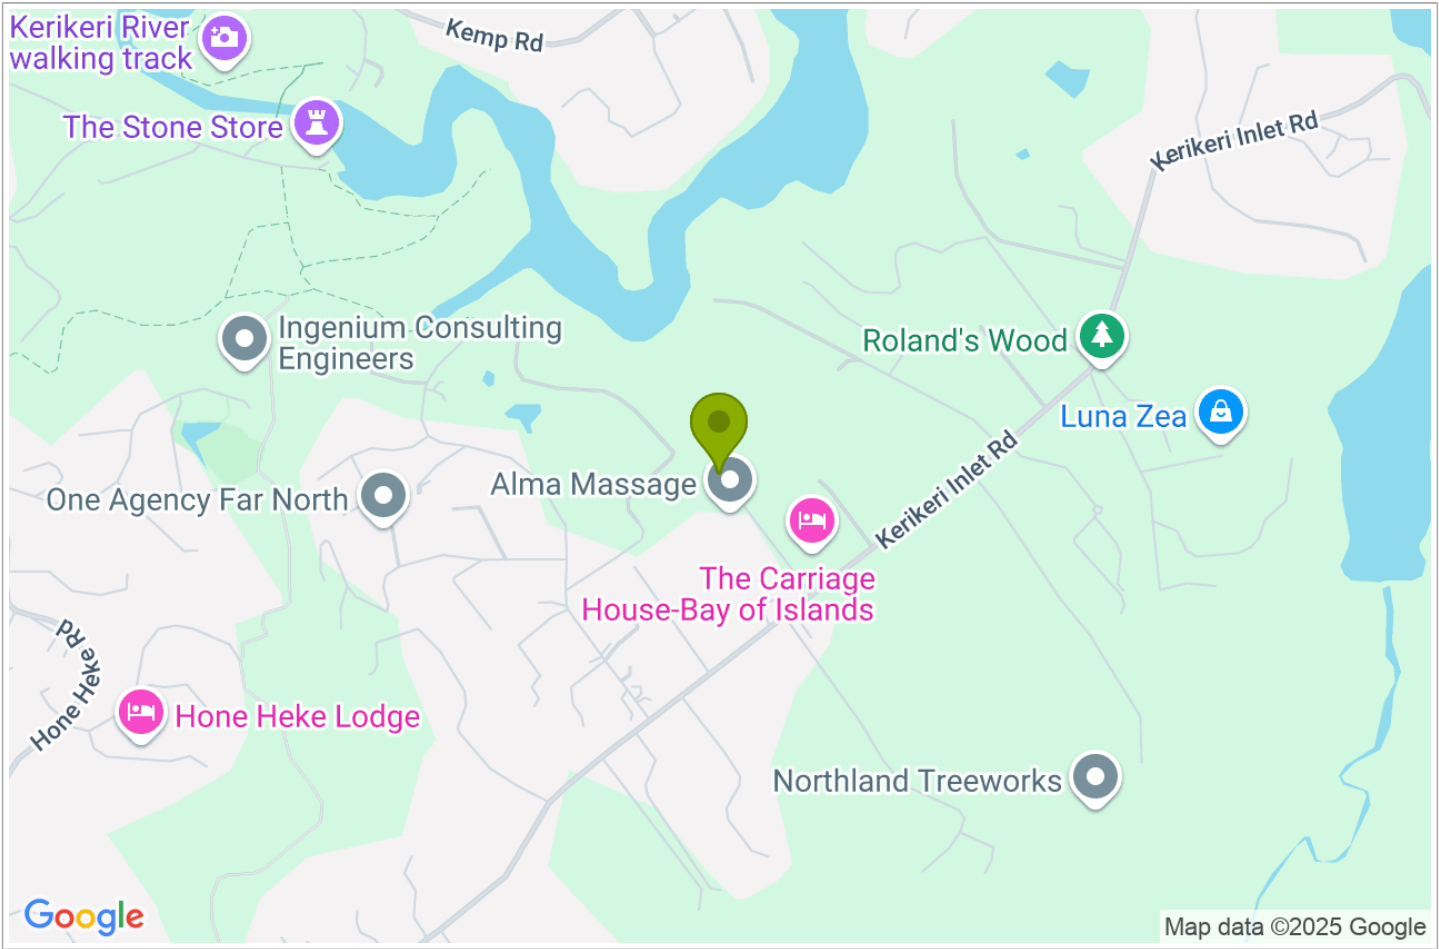 Kerikeri River
walking track
Kemp Rd
The Stone Store
Kerikeri Inlet Rd
Ingenium Consulting
Engineers
Roland's Wood
Luna Zea
Alma Massage
One Agency Far North
Kerikeri Inlet Rd
The Carriage
House-Bay of Islands
Hone Heke Rd
Hone Heke Lodge
Northland Treeworks
Google
Map data ©2025 Google